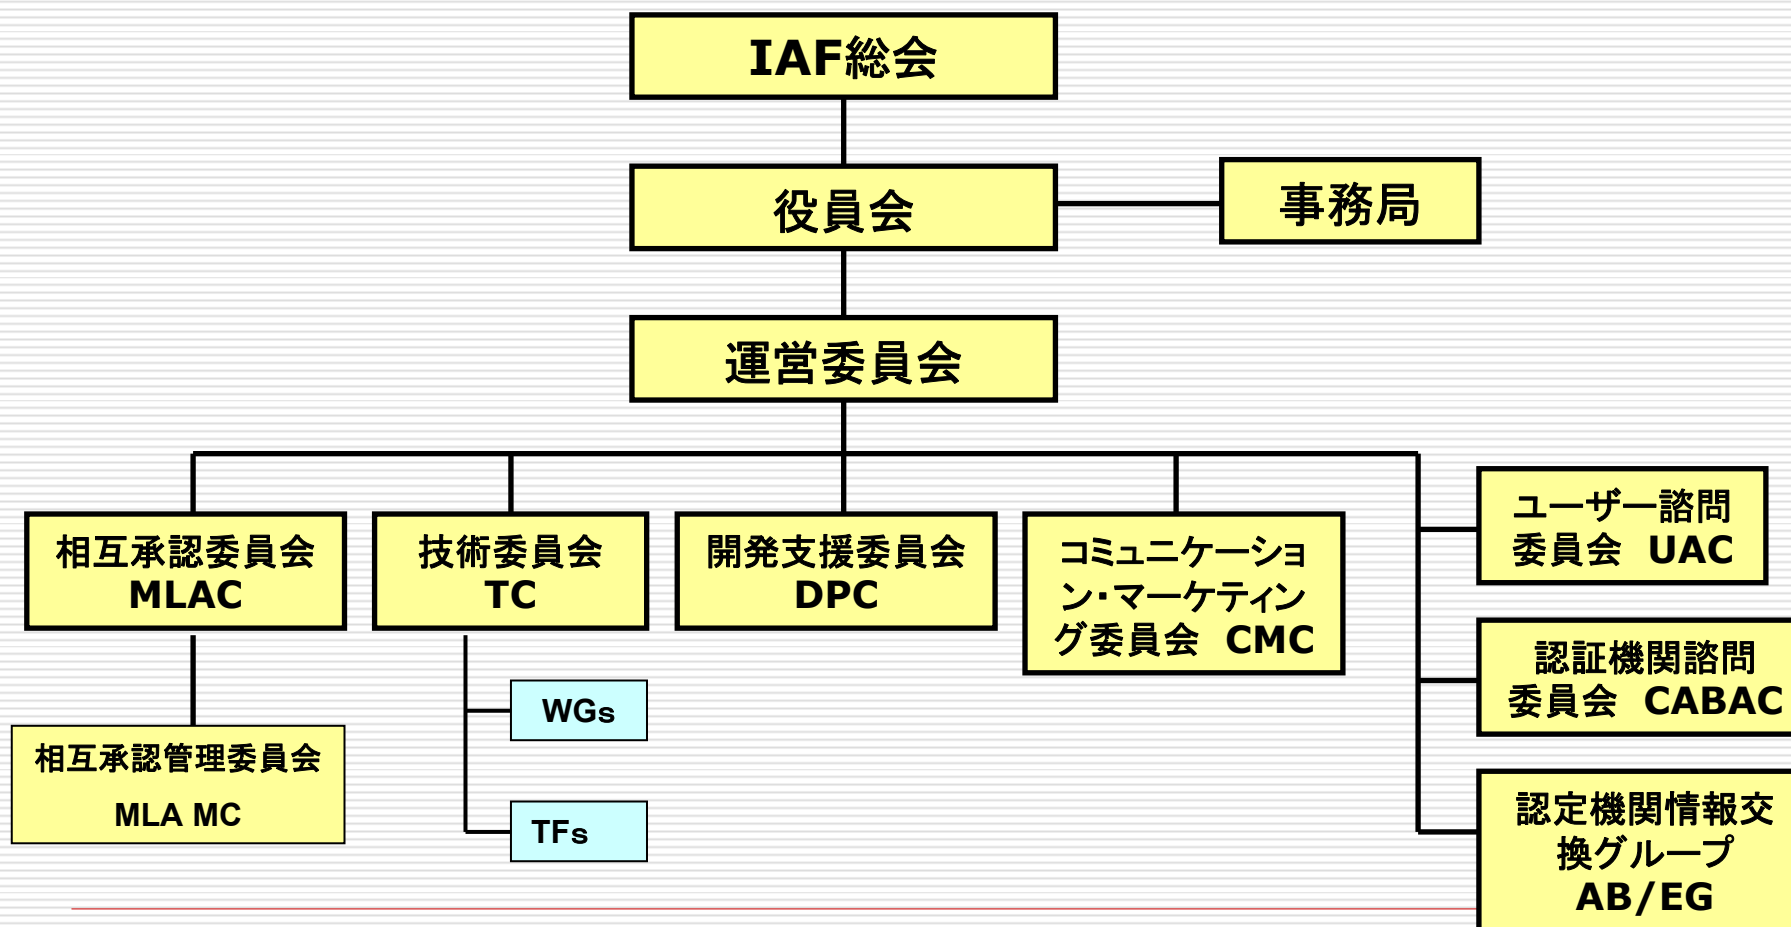 IAF総会
役員会
事務局
運営委員会
相互承認委員会
MLAC
技術委員会
TC
開発支援委員会
DPC
コミュニケーショ
ン・マーケティン
グ委員会 CMC
ユーザー諮問
委員会 UAC
認証機関諮問
委員会 CABAC
認定機関情報交
換グループ
AB/EG
相互承認管理委員会
MLA MC
WGs
TFs